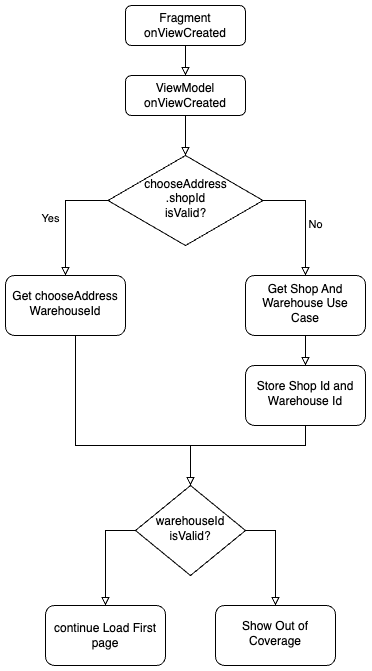 Fragment
onViewCreated
ViewModel
onViewCreated
chooseAddress
.shopId
isValid?
Yes
No
Get chooseAddress
WarehouseId
Get Shop And
Warehouse Use
Case
Store Shop Id and
Warehouse Id
warehouseId
isValid?
continue Load First
page
Show Out of
Coverage